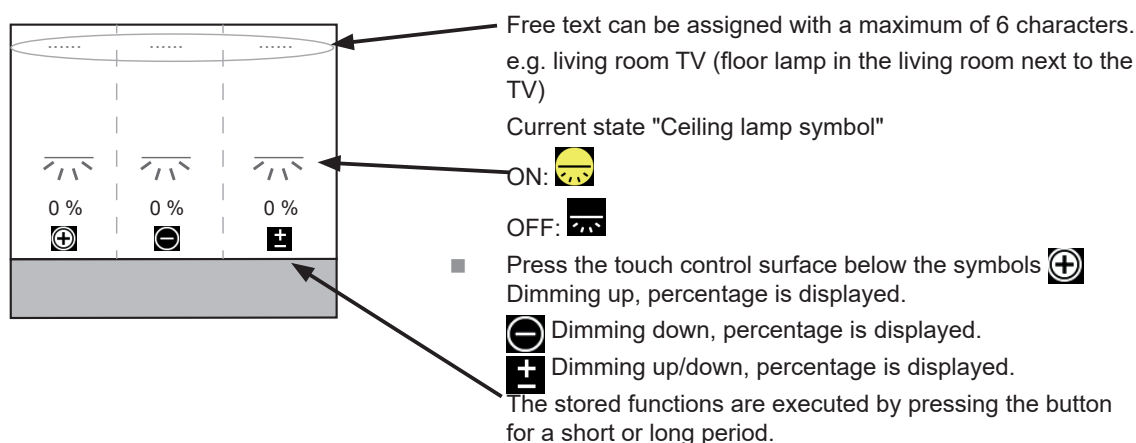 ...... ...... ......
0 % 0 % 0 %
Free text can be assigned with a maximum of 6 characters.
e.g. living room TV (floor lamp in the living room next to the
TV)
Current state "Ceiling lamp symbol"
ON:
OFF:
Press the touch control surface below the symbols
Dimming up, percentage is displayed.
Dimming down, percentage is displayed.
Dimming up/down, percentage is displayed.
The stored functions are executed by pressing the button
for a short or long period.